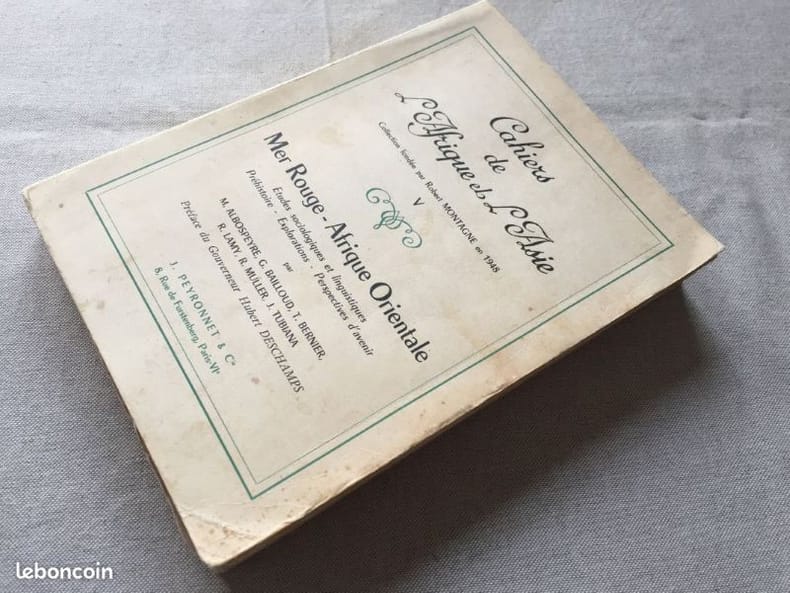 Cahiers
de
L'Afrique et L'Asie
Collection fondée par Robert MONTAGNE en 1948
V
Mer Rouge - Afrique Orientale
Études sociologiques et linguistiques
Préhistoire - Explorations - Perspectives d'avenir
par
M. ALBOSPEYRE, G. BAILLOUD, T. BERNIER,
R. LAMY, R. MULLER, J. TUBIANA
Préface du Gouverneur Hubert DESCHAMPS
J. PEYRONNET & Cie
8, Rue de Furstenberg, Paris-VIe
leboncoin